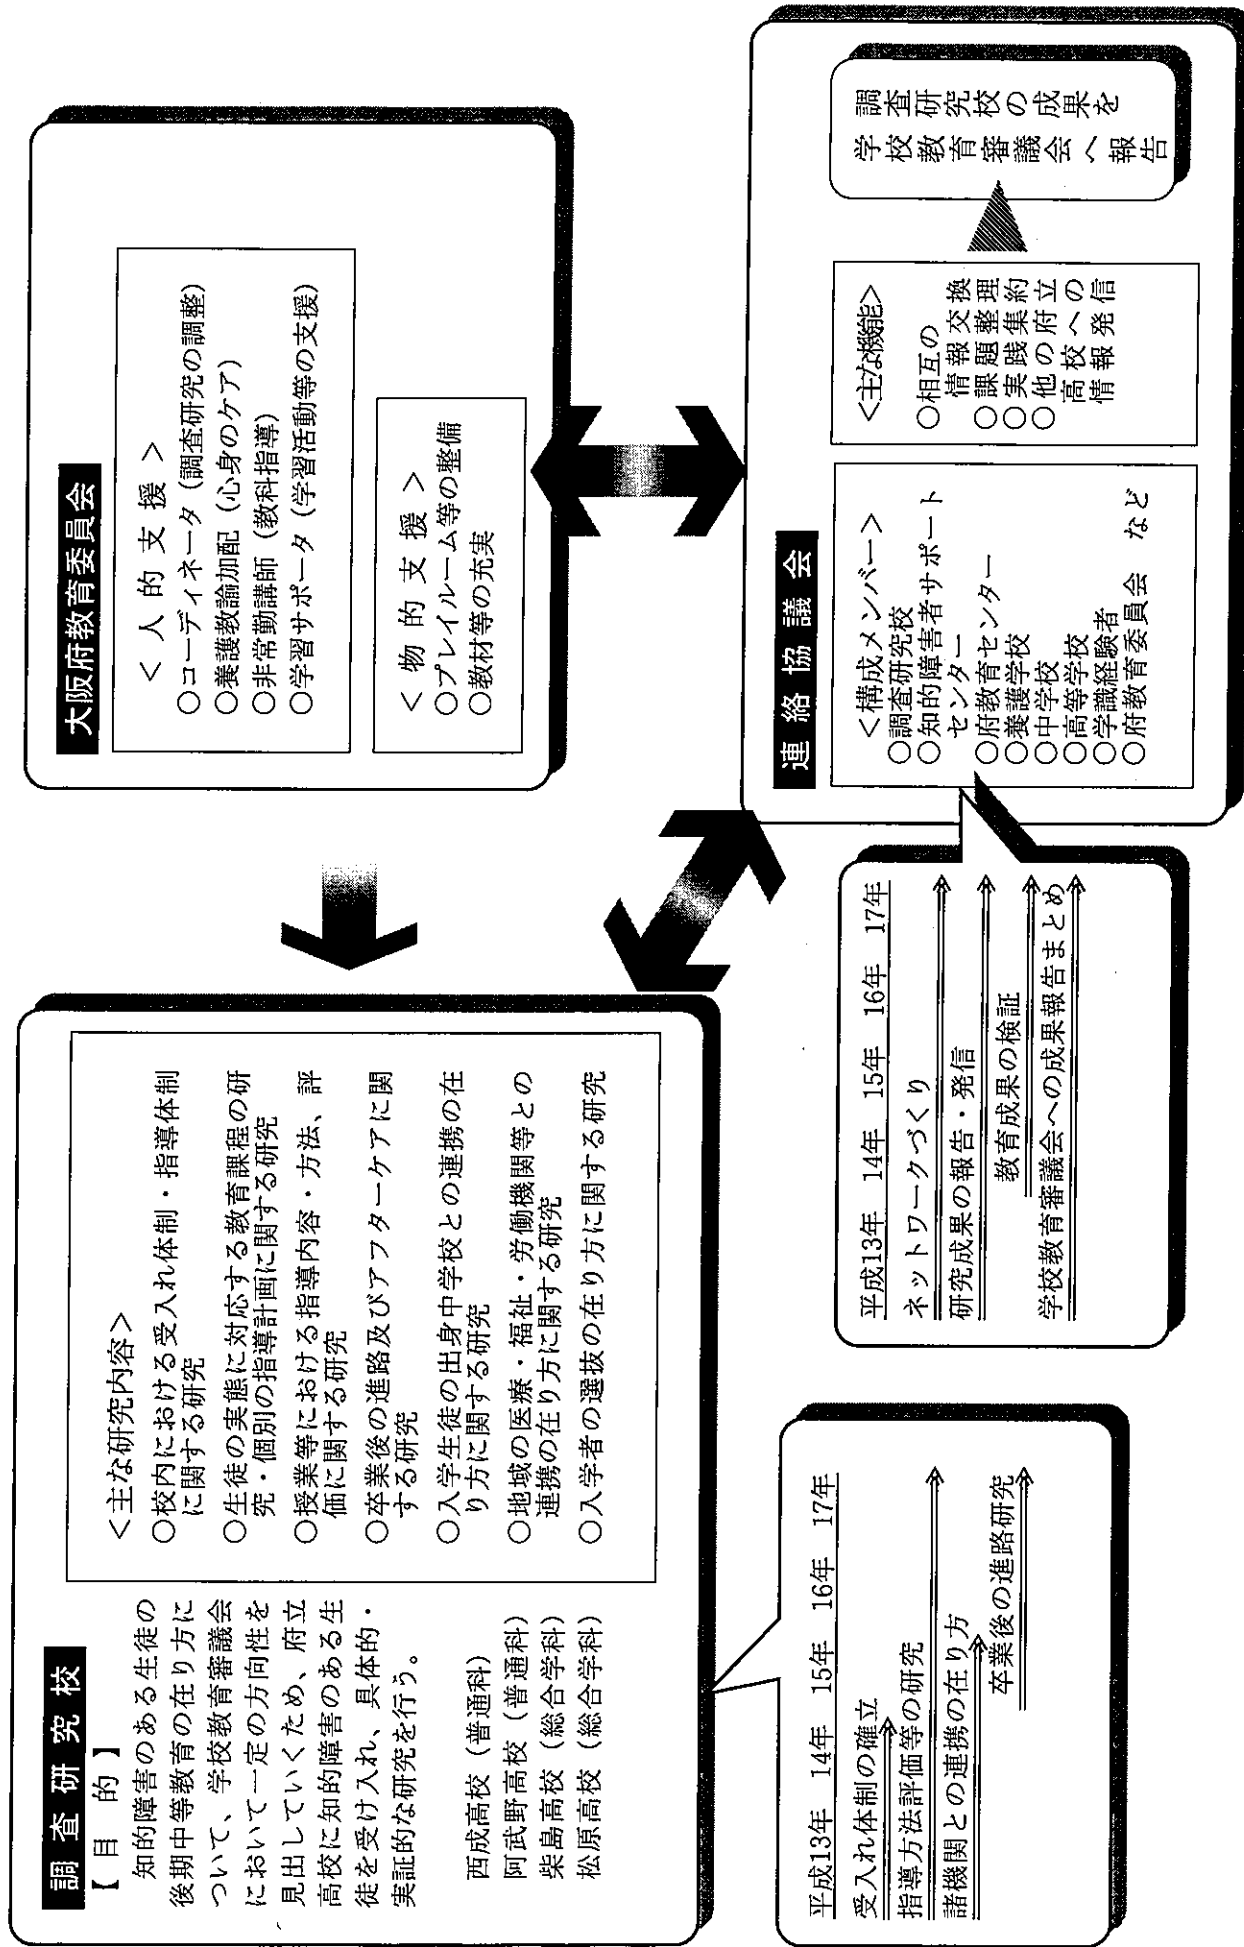 調査研究校
【目的】
知的障害のある生徒の
後期中等教育の在り方に
ついて、学校教育審議会
において一定の方向性を
見出していくため、府立
高校に知的障害のある生
徒を受け入れ、具体的・
実証的な研究を行う。
西成高校（普通科）
阿武野高校（普通科）
柴島高校（総合学科）
松原高校（総合学科）
＜主な研究内容＞
○校内における受入れ体制・指導体制
に関する研究
○生徒の実態に対応する教育課程の研
究・個別の指導計画に関する研究
○授業等における指導内容・方法、評
価に関する研究
○卒業後の進路及びアフターケアに関
する研究
○入学生徒の出身中学校との連携の在
り方に関する研究
○地域の医療・福祉・労働機関等との
連携の在り方に関する研究
○入学者の選抜の在り方に関する研究
大阪府教育委員会
＜人的支援＞
○コーディネータ（調査研究の調整）
○養護教諭加配（心身のケア）
○非常勤講師（教科指導）
○学習サポータ（学習活動等の支援）
＜物的支援＞
○プレイルーム等の整備
○教材等の充実
平成13年 14年 15年 16年 17年
受入れ体制の確立
指導方法評価等の研究
諸機関との連携の在り方
卒業後の進路研究
平成13年 14年 15年 16年 17年
ネットワークづくり
研究成果の報告・発信
教育成果の検証
学校教育審議会への成果報告まとめ
連絡協議会
＜構成メンバー＞
○調査研究校
○知的障害者サポート
センター
○府教育センター
○養護学校
○中学校
○高等学校
○学識経験者
○府教育委員会 など
＜主な機能＞
○相互の
情報交換
○課題整理
○実践集約
○他の府立
高校への
情報発信
調査研究校の成果を
学校教育審議会へ報告